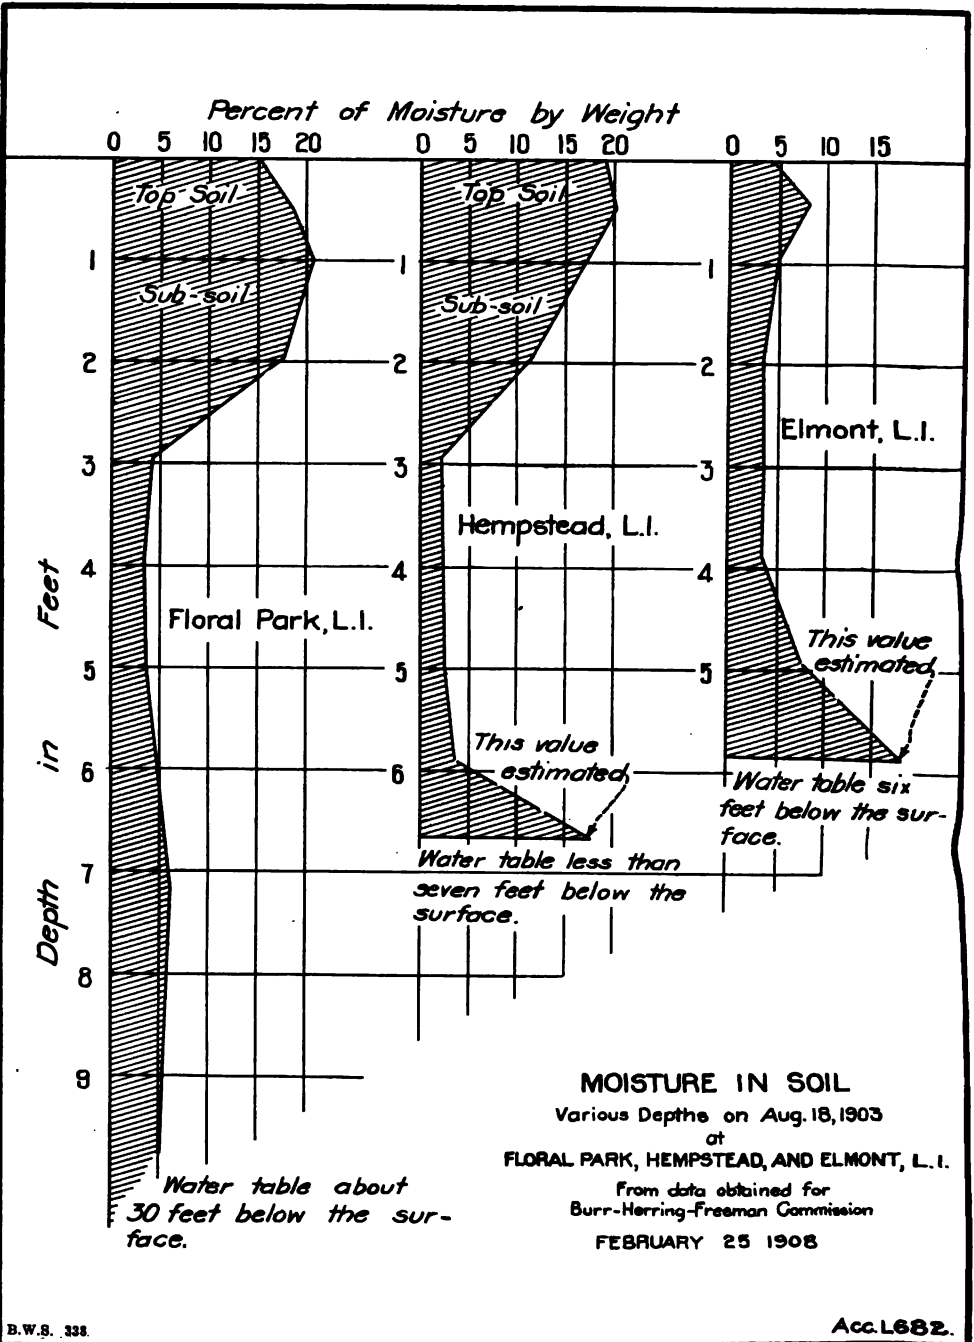 Percent of Moisture by Weight
0 5 10 15 20
0 5 10 15 20
0 5 10 15
Top Soil
Sub-soil
Top Soil
Sub-soil
1
2
3
4
5
6
7
8
9
1
2
3
4
5
6
1
2
3
4
5
Depth in Feet
Floral Park, L.I.
Hempstead, L.I.
Elmont, L.I.
This value
estimated
This value
estimated
Water table about
30 feet below the sur-
face.
Water table less than
seven feet below the
surface.
Water table six
feet below the sur-
face.
MOISTURE IN SOIL
Various Depths on Aug. 18, 1903
at
FLORAL PARK, HEMPSTEAD, AND ELMONT, L.I.
From data obtained for
Burr-Herring-Freeman Commission
FEBRUARY 25 1908
B.W.S. 338.
Acc. L682.